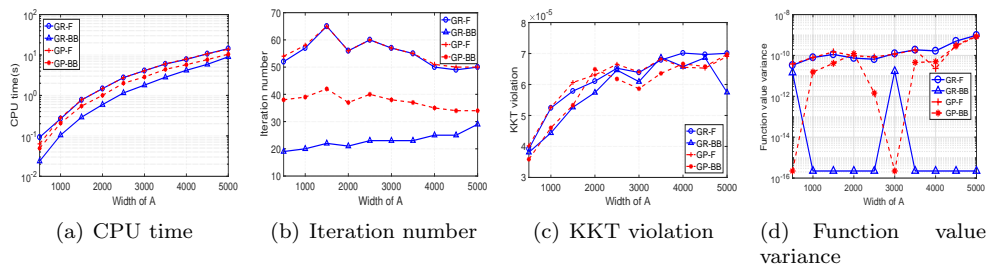 10^2
10^1
10^0
10^-1
10^-2
CPU time(s)
1000 2000 3000 4000 5000
Width of A
GR-F
GR-BB
GP-F
GP-BB
(a) CPU time
70
60
50
40
30
20
10
Iteration number
1000 2000 3000 4000 5000
Width of A
GR-F
GR-BB
GP-F
GP-BB
(b) Iteration number
×10^-5
8
7
6
5
4
3
KKT violation
1000 2000 3000 4000 5000
Width of A
GR-F
GR-BB
GP-F
GP-BB
(c) KKT violation
10^-8
10^-10
10^-12
10^-14
10^-16
Function value variance
1000 2000 3000 4000 5000
Width of A
GR-F
GR-BB
GP-F
GP-BB
(d) Function value
variance